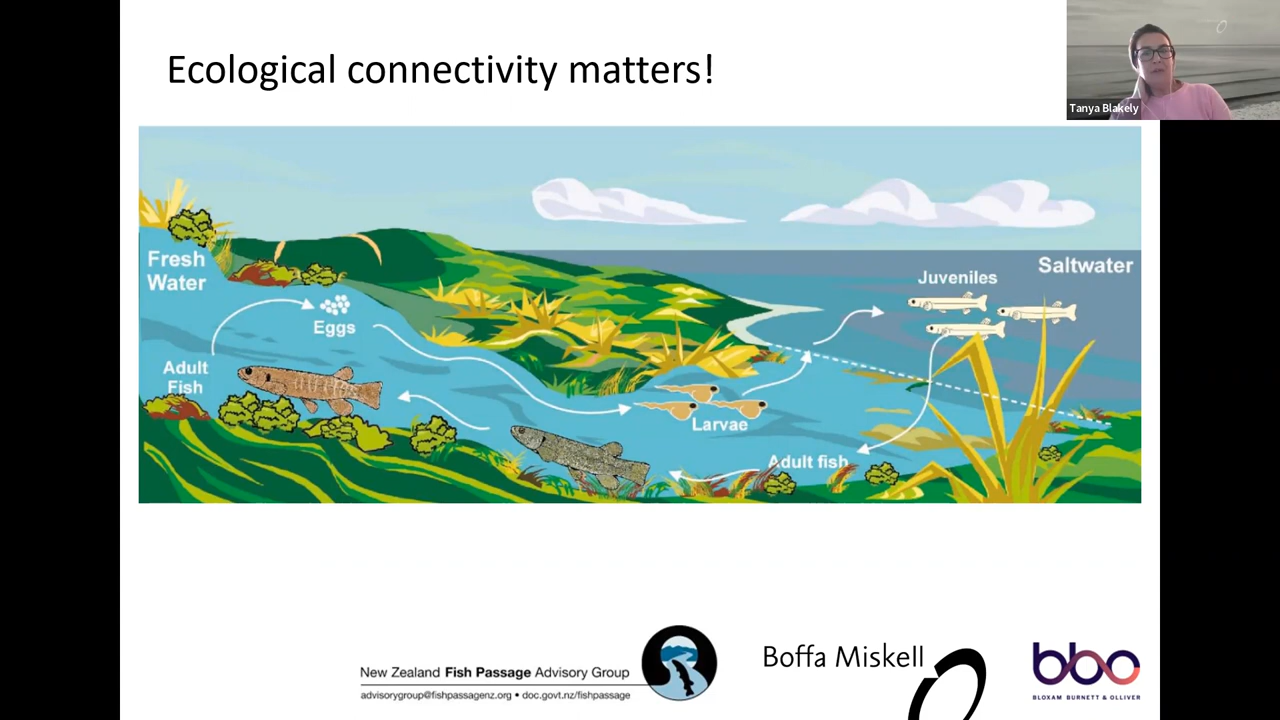 Ecological connectivity matters!
Tanya Blakely
Fresh
Water
Saltwater
Juveniles
Eggs
Adult
Fish
Larvae
Adult fish
New Zealand Fish Passage Advisory Group
advisorygroup@fishpassagenz.org • doc.govt.nz/fishpassage
Boffa Miskell
bbo
BLOXAM BURNETT & OLLIVER